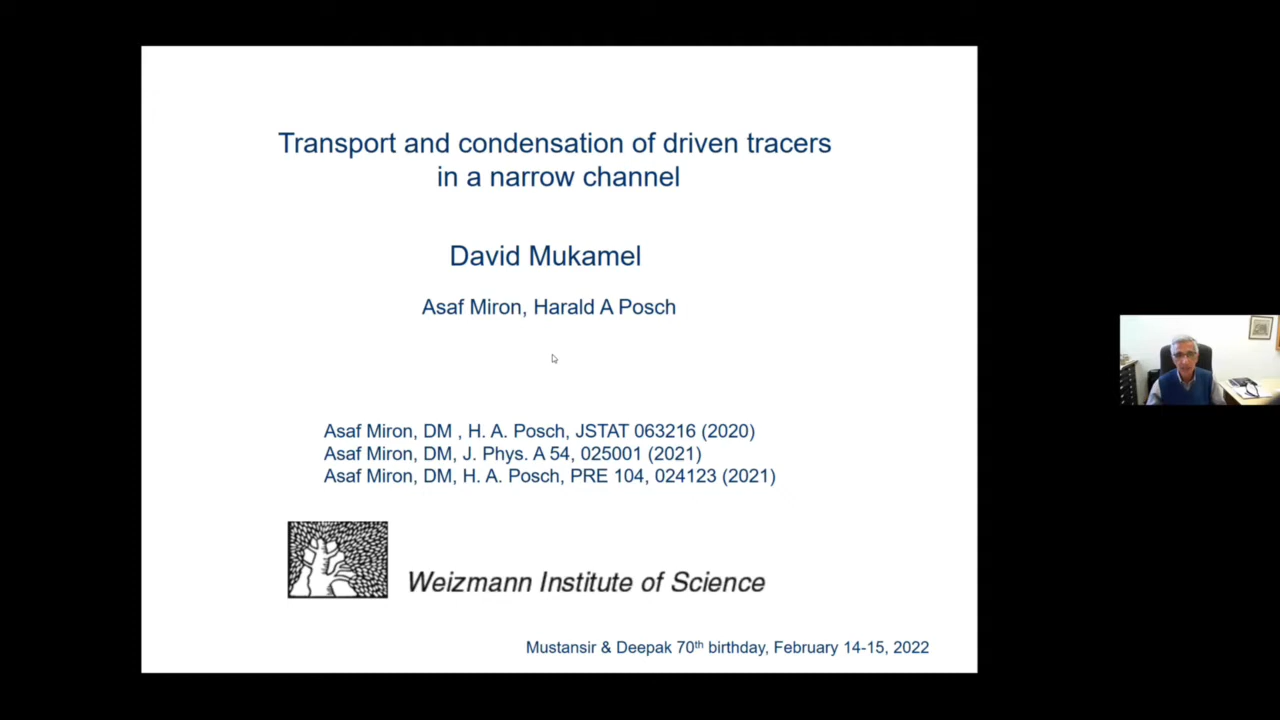 Transport and condensation of driven tracers
in a narrow channel
David Mukamel
Asaf Miron, Harald A Posch
Asaf Miron, DM , H. A. Posch, JSTAT 063216 (2020)
Asaf Miron, DM, J. Phys. A 54, 025001 (2021)
Asaf Miron, DM, H. A. Posch, PRE 104, 024123 (2021)
Weizmann Institute of Science
Mustansir & Deepak 70th birthday, February 14-15, 2022